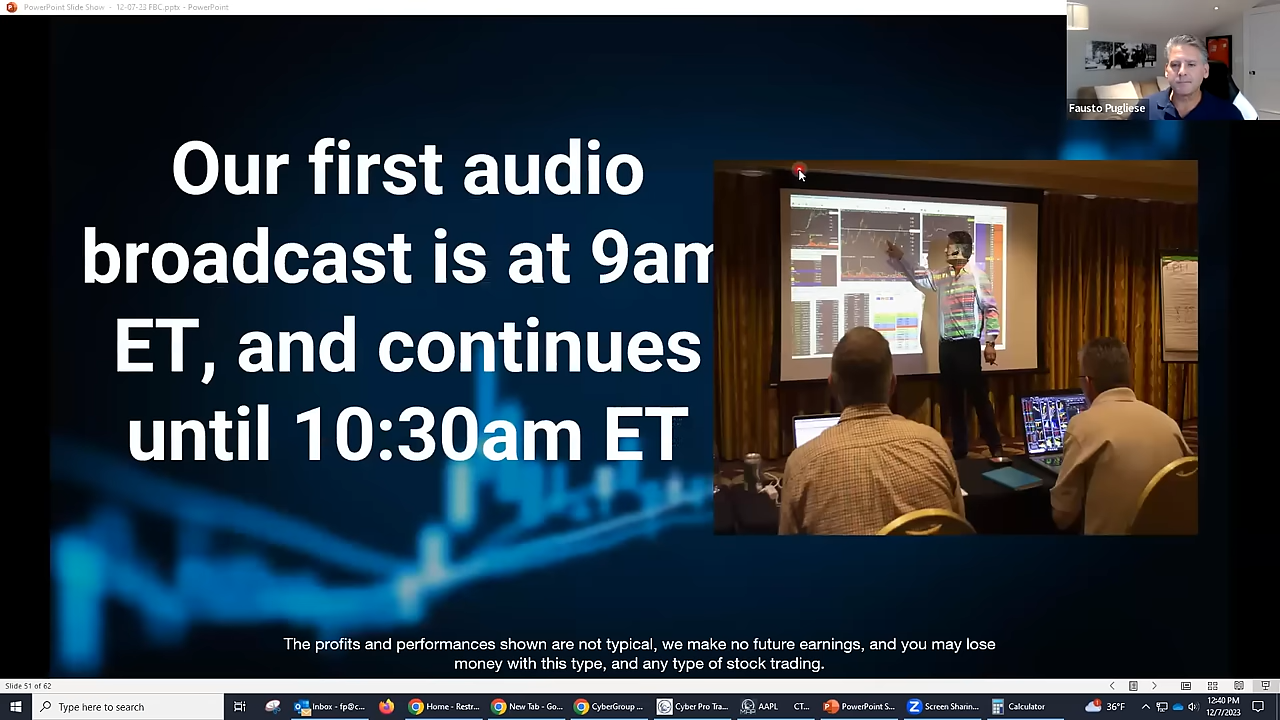 PowerPoint Slide Show - 12-07-23 FBC.pptx - PowerPoint
Fausto Pugliese
Our first audio
broadcast is at 9am
ET, and continues
until 10:30am ET
The profits and performances shown are not typical, we make no future earnings, and you may lose
money with this type, and any type of stock trading.
Slide 51 of 62
Type here to search
Inbox - fp@c...
Home - Restr...
New Tab - Go...
CyberGroup ...
Cyber Pro Tra...
AAPL CT...
PowerPoint S...
Screen Sharin...
Calculator
36°F
12:40 PM
12/7/2023